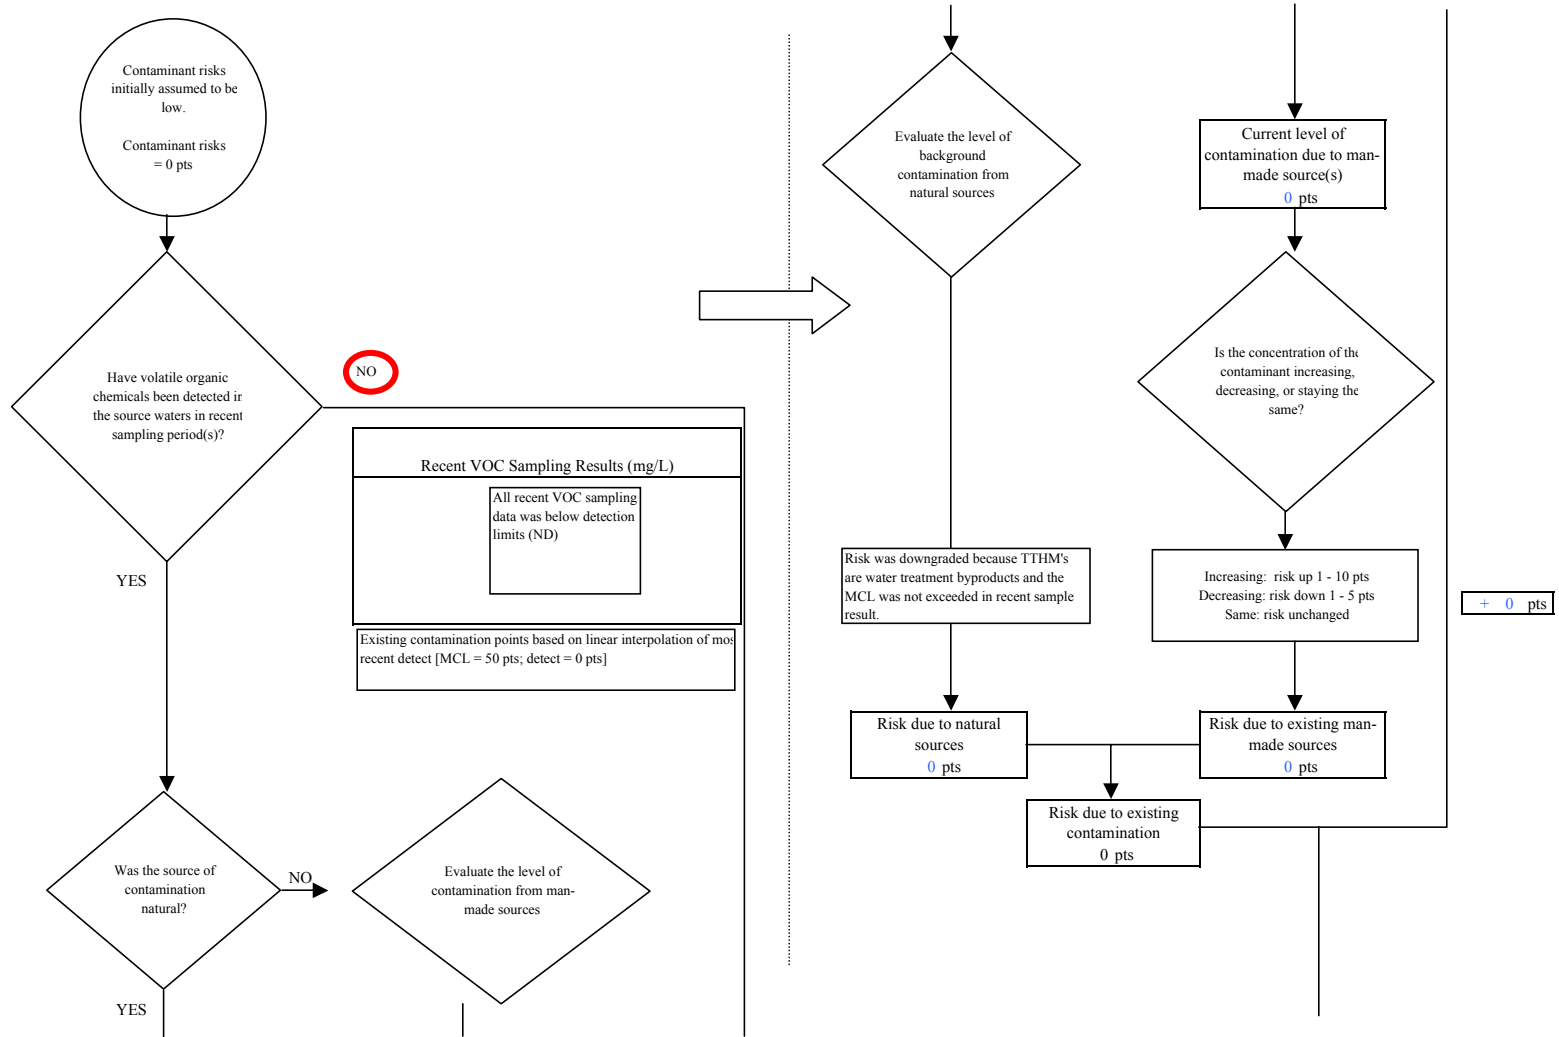 Contaminant risks
initially assumed to be
low.
Contaminant risks
= 0 pts
Have volatile organic
chemicals been detected in
the source waters in recent
sampling period(s)?
NO
YES
Recent VOC Sampling Results (mg/L)
All recent VOC sampling
data was below detection
limits (ND)
Existing contamination points based on linear interpolation of mos
recent detect [MCL = 50 pts; detect = 0 pts]
Was the source of
contamination
natural?
NO
YES
Evaluate the level of
contamination from man-
made sources
Evaluate the level of
background
contamination from
natural sources
Risk was downgraded because TTHM's
are water treatment byproducts and the
MCL was not exceeded in recent sample
result.
Risk due to natural
sources
0 pts
Current level of
contamination due to man-
made source(s)
0 pts
Is the concentration of the
contaminant increasing,
decreasing, or staying the
same?
Increasing: risk up 1 - 10 pts
Decreasing: risk down 1 - 5 pts
Same: risk unchanged
Risk due to existing man-
made sources
0 pts
Risk due to existing
contamination
0 pts
+ 0 pts